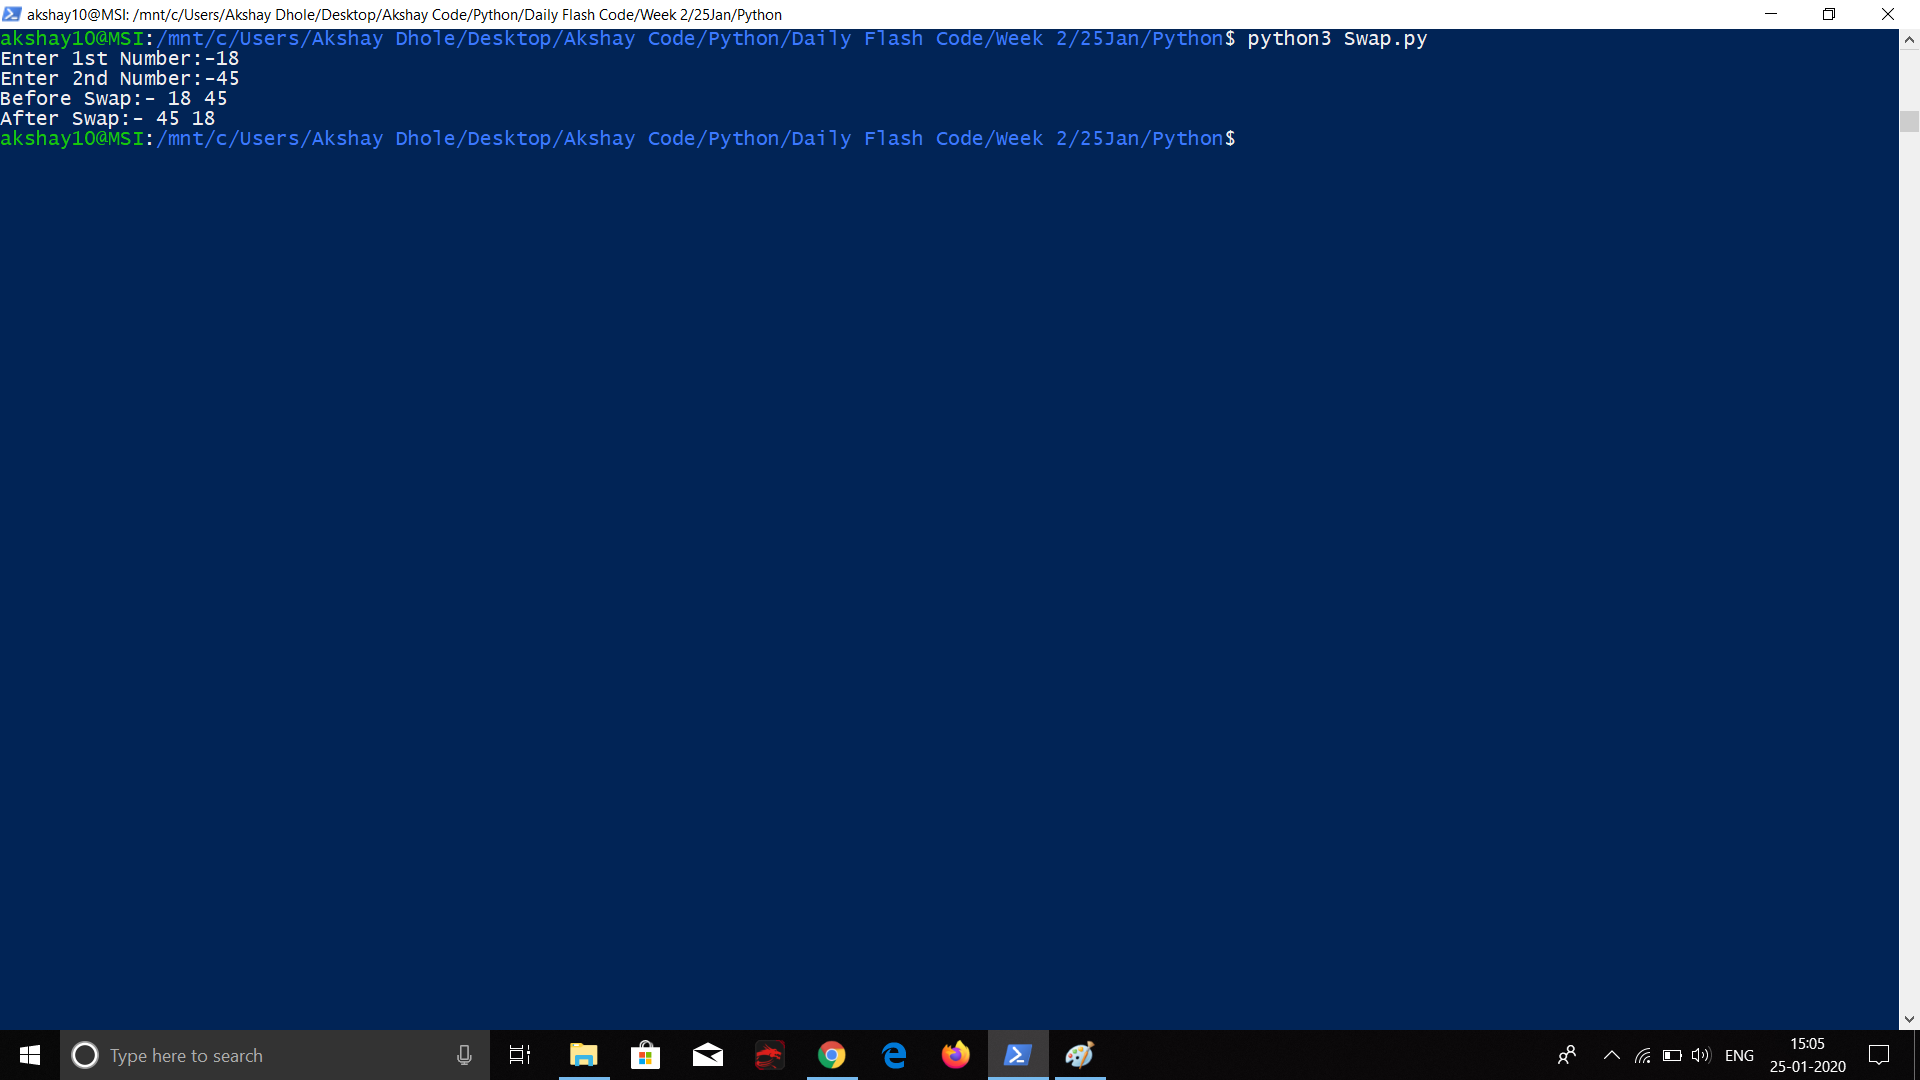 akshay10@MSI: /mnt/c/Users/Akshay Dhole/Desktop/Akshay Code/Python/Daily Flash Code/Week 2/25Jan/Python
akshay10@MSI:/mnt/c/Users/Akshay Dhole/Desktop/Akshay Code/Python/Daily Flash Code/Week 2/25Jan/Python$ python3 Swap.py
Enter 1st Number:-18
Enter 2nd Number:-45
Before Swap:- 18 45
After Swap:- 45 18
akshay10@MSI:/mnt/c/Users/Akshay Dhole/Desktop/Akshay Code/Python/Daily Flash Code/Week 2/25Jan/Python$
Type here to search
ENG
15:05
25-01-2020